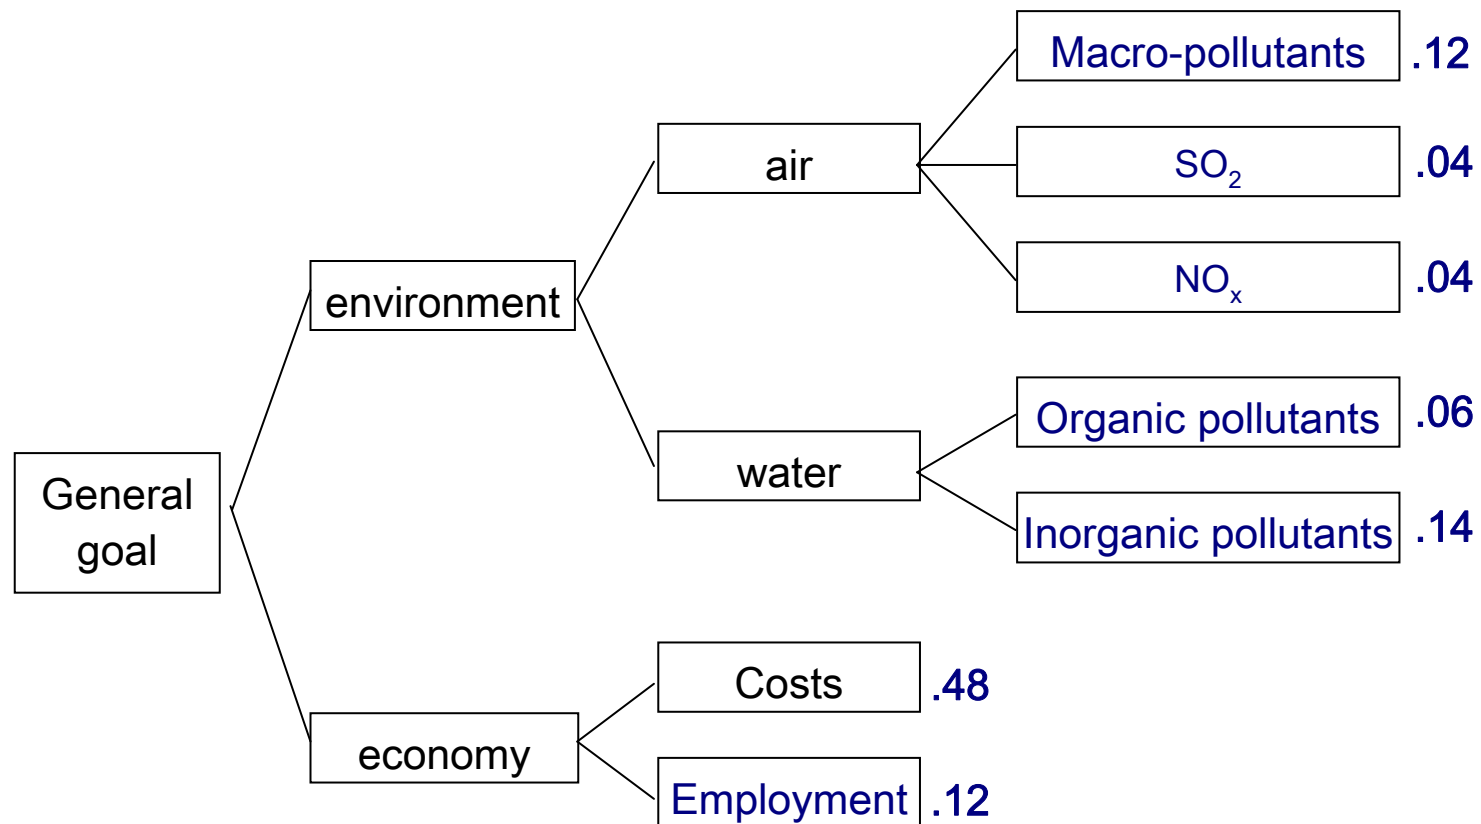 Macro-pollutants .12
air
SO₂ .04
NOₓ .04
environment
Organic pollutants .06
water
General
goal
Inorganic pollutants .14
Costs .48
economy
Employment .12